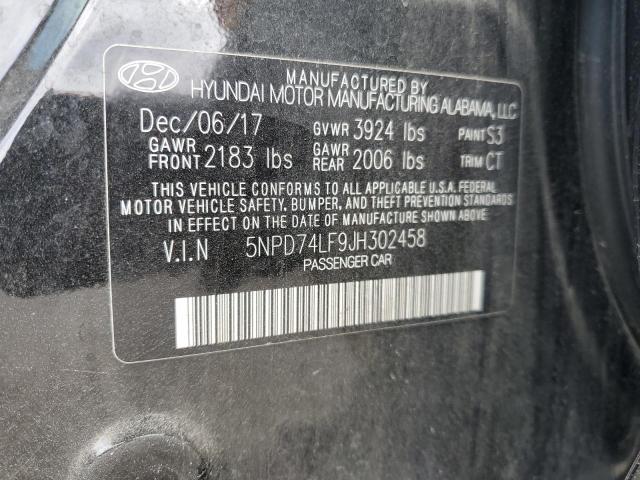 MANUFACTURED BY
HYUNDAI MOTOR MANUFACTURING ALABAMA, LLC
Dec/06/17 GVWR 3924 lbs PAINT S3
GAWR FRONT 2183 lbs GAWR REAR 2006 lbs TRIM CT
THIS VEHICLE CONFORMS TO ALL APPLICABLE U.S.A. FEDERAL
MOTOR VEHICLE SAFETY, BUMPER, AND THEFT PREVENTION STANDARDS
IN EFFECT ON THE DATE OF MANUFACTURE SHOWN ABOVE.
V.I.N 5NPD74LF9JH302458
PASSENGER CAR